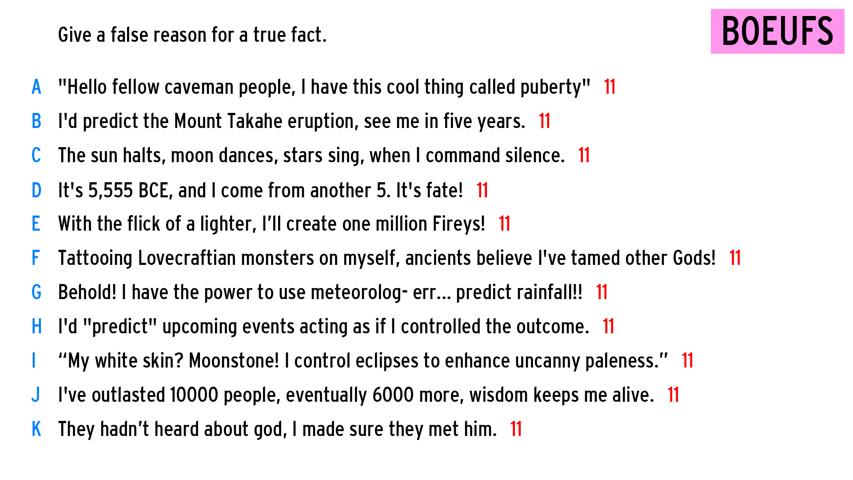 Give a false reason for a true fact.
BOEUFS
A "Hello fellow caveman people, I have this cool thing called puberty" 11
B I'd predict the Mount Takahe eruption, see me in five years. 11
C The sun halts, moon dances, stars sing, when I command silence. 11
D It's 5,555 BCE, and I come from another 5. It's fate! 11
E With the flick of a lighter, I’ll create one million Fireys! 11
F Tattooing Lovecraftian monsters on myself, ancients believe I've tamed other Gods! 11
G Behold! I have the power to use meteorolog- err... predict rainfall!! 11
H I'd "predict" upcoming events acting as if I controlled the outcome. 11
I “My white skin? Moonstone! I control eclipses to enhance uncanny paleness.” 11
J I've outlasted 10000 people, eventually 6000 more, wisdom keeps me alive. 11
K They hadn’t heard about god, I made sure they met him. 11